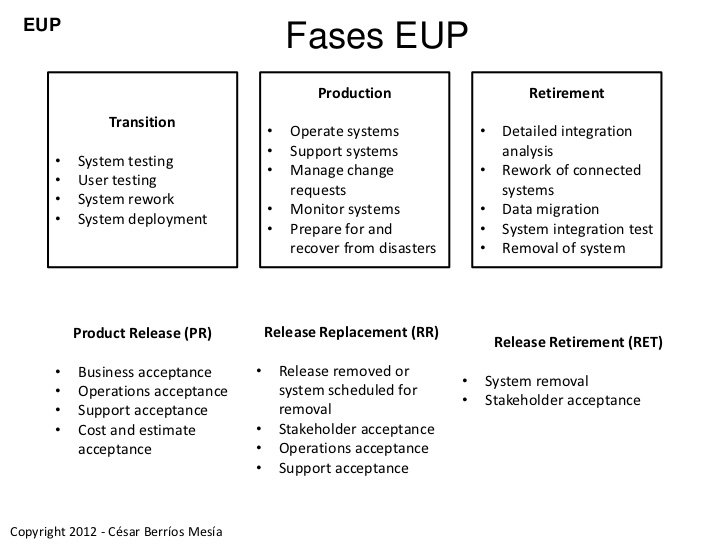 EUP
Fases EUP
Transition
• System testing
• User testing
• System rework
• System deployment
Production
• Operate systems
• Support systems
• Manage change
requests
• Monitor systems
• Prepare for and
recover from disasters
Retirement
• Detailed integration
analysis
• Rework of connected
systems
• Data migration
• System integration test
• Removal of system
Product Release (PR)
• Business acceptance
• Operations acceptance
• Support acceptance
• Cost and estimate
acceptance
Release Replacement (RR)
• Release removed or
system scheduled for
removal
• Stakeholder acceptance
• Operations acceptance
• Support acceptance
Release Retirement (RET)
• System removal
• Stakeholder acceptance
Copyright 2012 - César Berríos Mesía